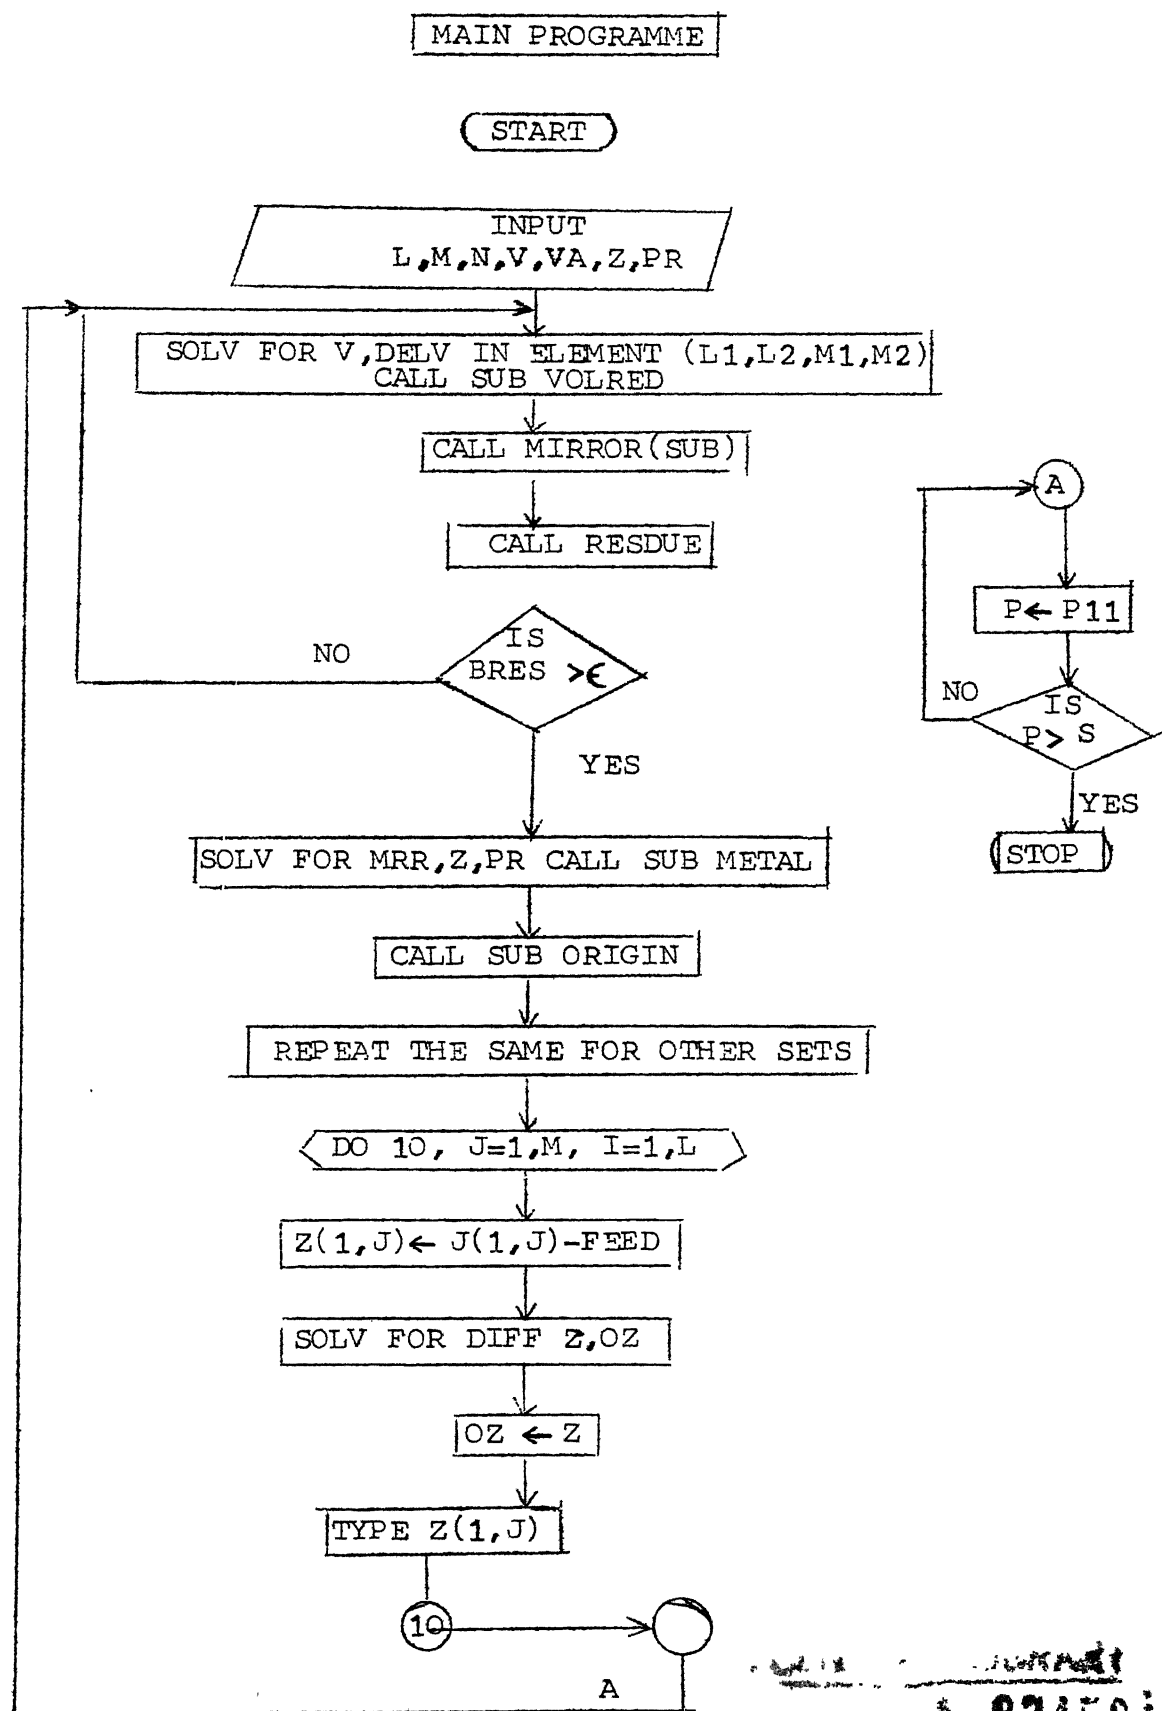 MAIN PROGRAMME
START
INPUT
L,M,N,V,VA,Z,PR
SOLV FOR V,DELV IN ELEMENT (L1,L2,M1,M2)
CALL SUB VOLRED
CALL MIRROR(SUB)
CALL RESDUE
IS
BRES >ϵ
NO
YES
SOLV FOR MRR,Z,PR CALL SUB METAL
CALL SUB ORIGIN
REPEAT THE SAME FOR OTHER SETS
DO 10, J=1,M, I=1,L
Z(1,J)← J(1,J)-FEED
SOLV FOR DIFF Z,OZ
OZ ← Z
TYPE Z(1,J)
10
A
A
P← P11
IS
P> S
NO
YES
STOP